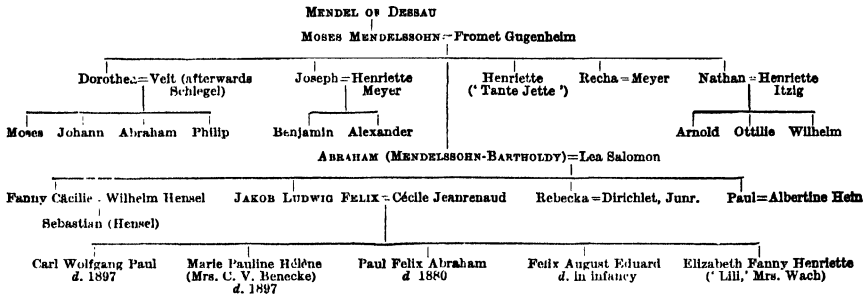 MENDEL OF DESSAU
MOSES MENDELSSOHN=Fromet Gugenheim
Dorothea=Veit (afterwards Schlegel) Joseph=Henriette Meyer Henriette (‘Tante Jette’) Recha=Meyer Nathan=Henriette Itzig
Moses Johann Abraham Philip Benjamin Alexander Arnold Ottilie Wilhelm
ABRAHAM (MENDELSSOHN-BARTHOLDY)=Lea Salomon
Fanny Cäcilie=Wilhelm Hensel JAKOB LUDWIG FELIX=Cécile Jeanrenaud Rebecka=Dirichlet, Junr. Paul=Albertine Hein
Sebastian (Hensel)
Carl Wolfgang Paul Marie Pauline Hélène Paul Felix Abraham Felix August Eduard Elizabeth Fanny Henriette
d. 1897 (Mrs. C. V. Benecke) d 1880 d. in infancy (‘Lili,’ Mrs. Wach)
d. 1897